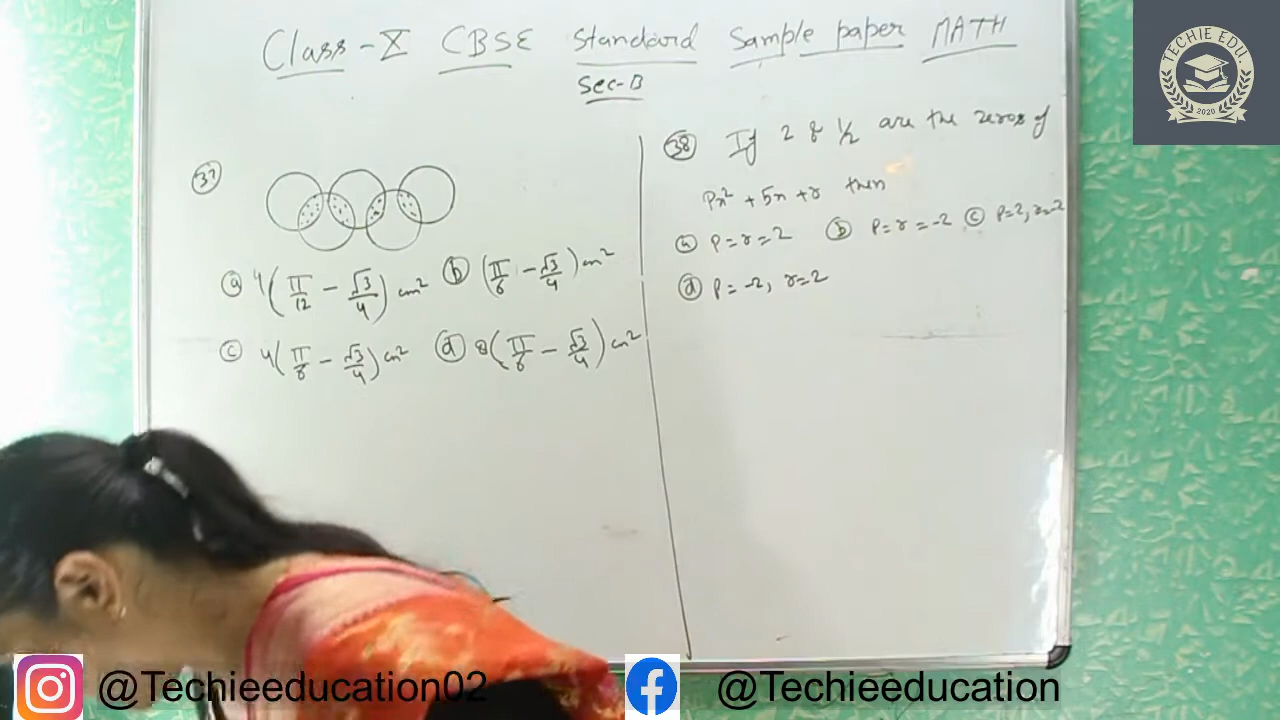 Class-X CBSE Standard Sample paper MATH
Sec-B
37
(a) 4(π/12 - √3/4) cm² (b) (π/6 - √3/4) cm²
(c) 4(π/6 - √3/4) cm² (d) 8(π/6 - √3/4) cm²
38 If 2 & 1/2 are the zeros of
Px² + 5x + r then
(a) P = r = 2 (b) P = r = -2 (c) P=2, r=-2
(d) P = -2, r=2
TECHIE EDU.
2020
@Techieeducation02 @Techieeducation